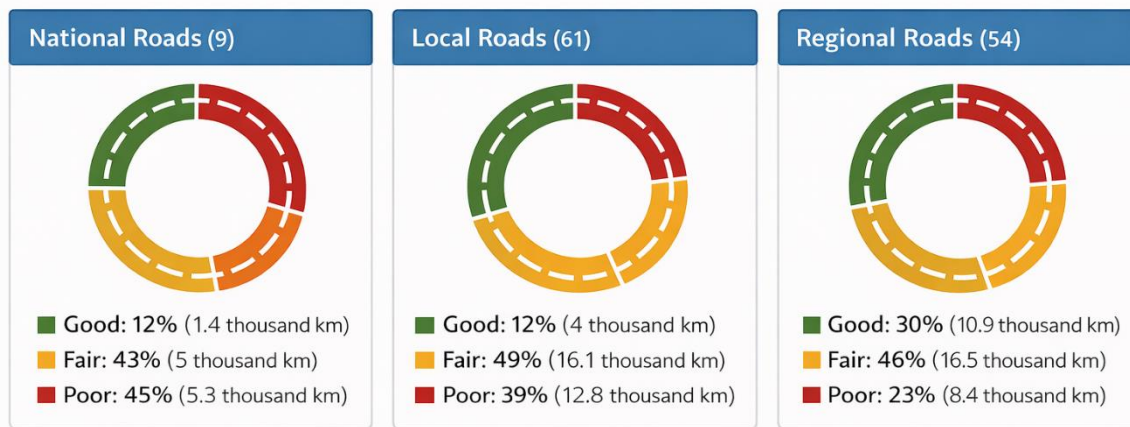 National Roads (9)
Good: 12% (1.4 thousand km)
Fair: 43% (5 thousand km)
Poor: 45% (5.3 thousand km)
Local Roads (61)
Good: 12% (4 thousand km)
Fair: 49% (16.1 thousand km)
Poor: 39% (12.8 thousand km)
Regional Roads (54)
Good: 30% (10.9 thousand km)
Fair: 46% (16.5 thousand km)
Poor: 23% (8.4 thousand km)